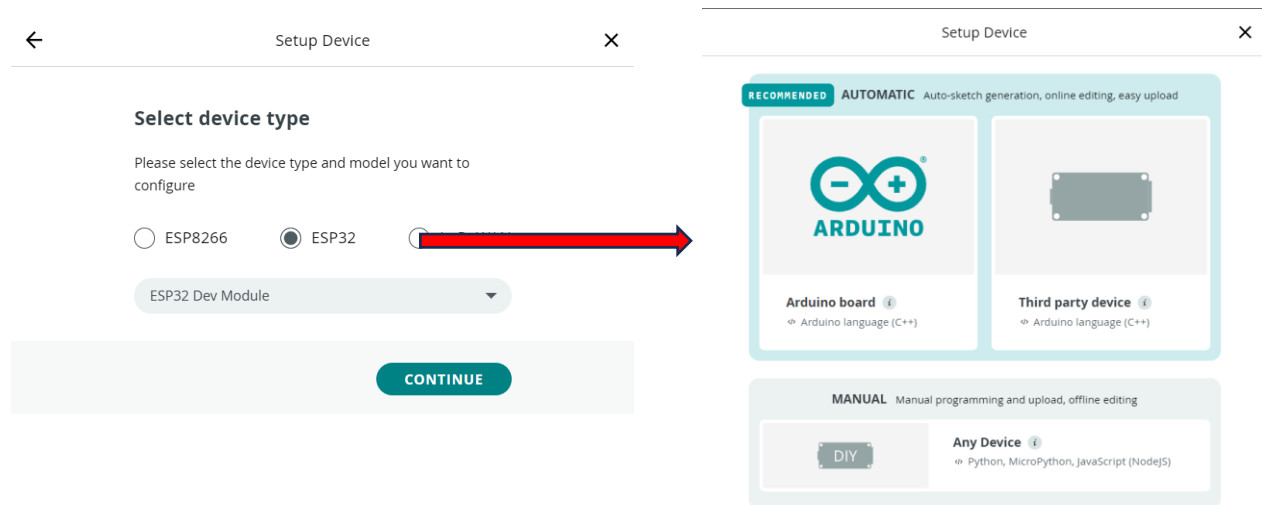 Setup Device
Select device type
Please select the device type and model you want to
configure
ESP8266
ESP32
ESP32 Dev Module
CONTINUE
Setup Device
RECOMMENDED AUTOMATIC Auto-sketch generation, online editing, easy upload
ARDUINO
®
Arduino board i
</> Arduino language (C++)
Third party device i
</> Arduino language (C++)
MANUAL Manual programming and upload, offline editing
DIY
Any Device i
</> Python, MicroPython, JavaScript (NodeJS)